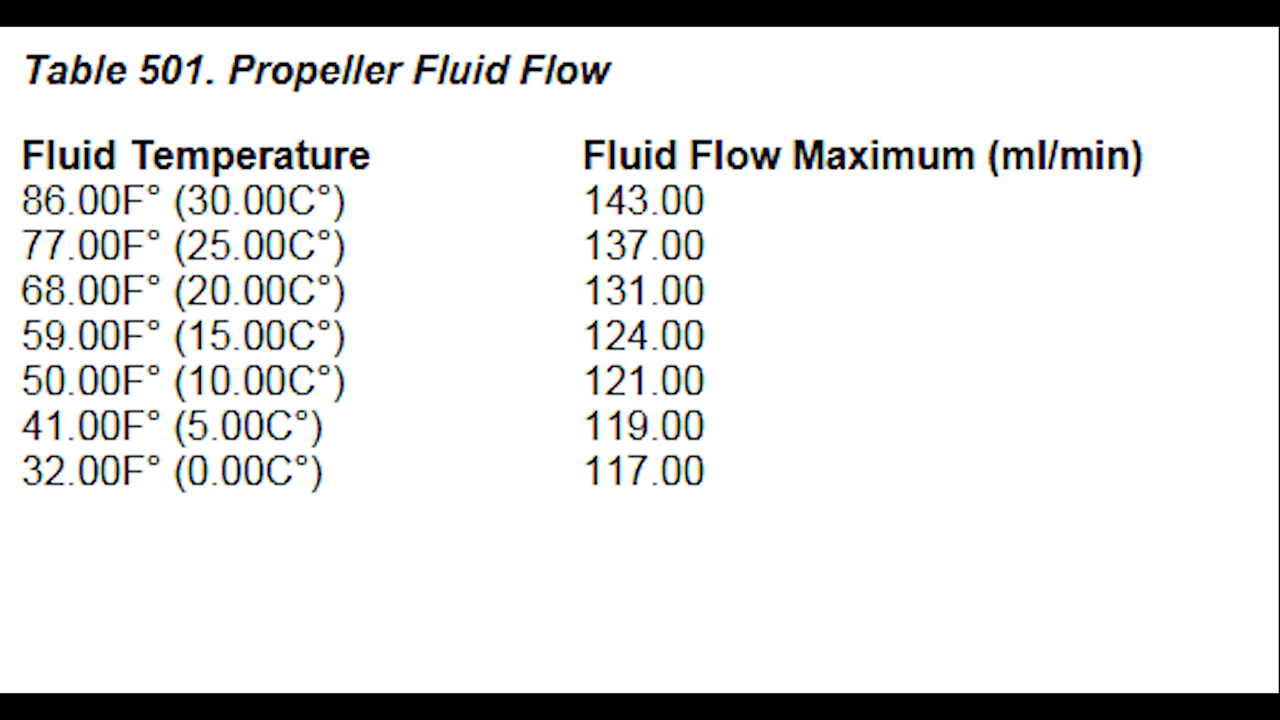 Table 501. Propeller Fluid Flow
Fluid Temperature Fluid Flow Maximum (ml/min)
86.00F° (30.00C°) 143.00
77.00F° (25.00C°) 137.00
68.00F° (20.00C°) 131.00
59.00F° (15.00C°) 124.00
50.00F° (10.00C°) 121.00
41.00F° (5.00C°) 119.00
32.00F° (0.00C°) 117.00